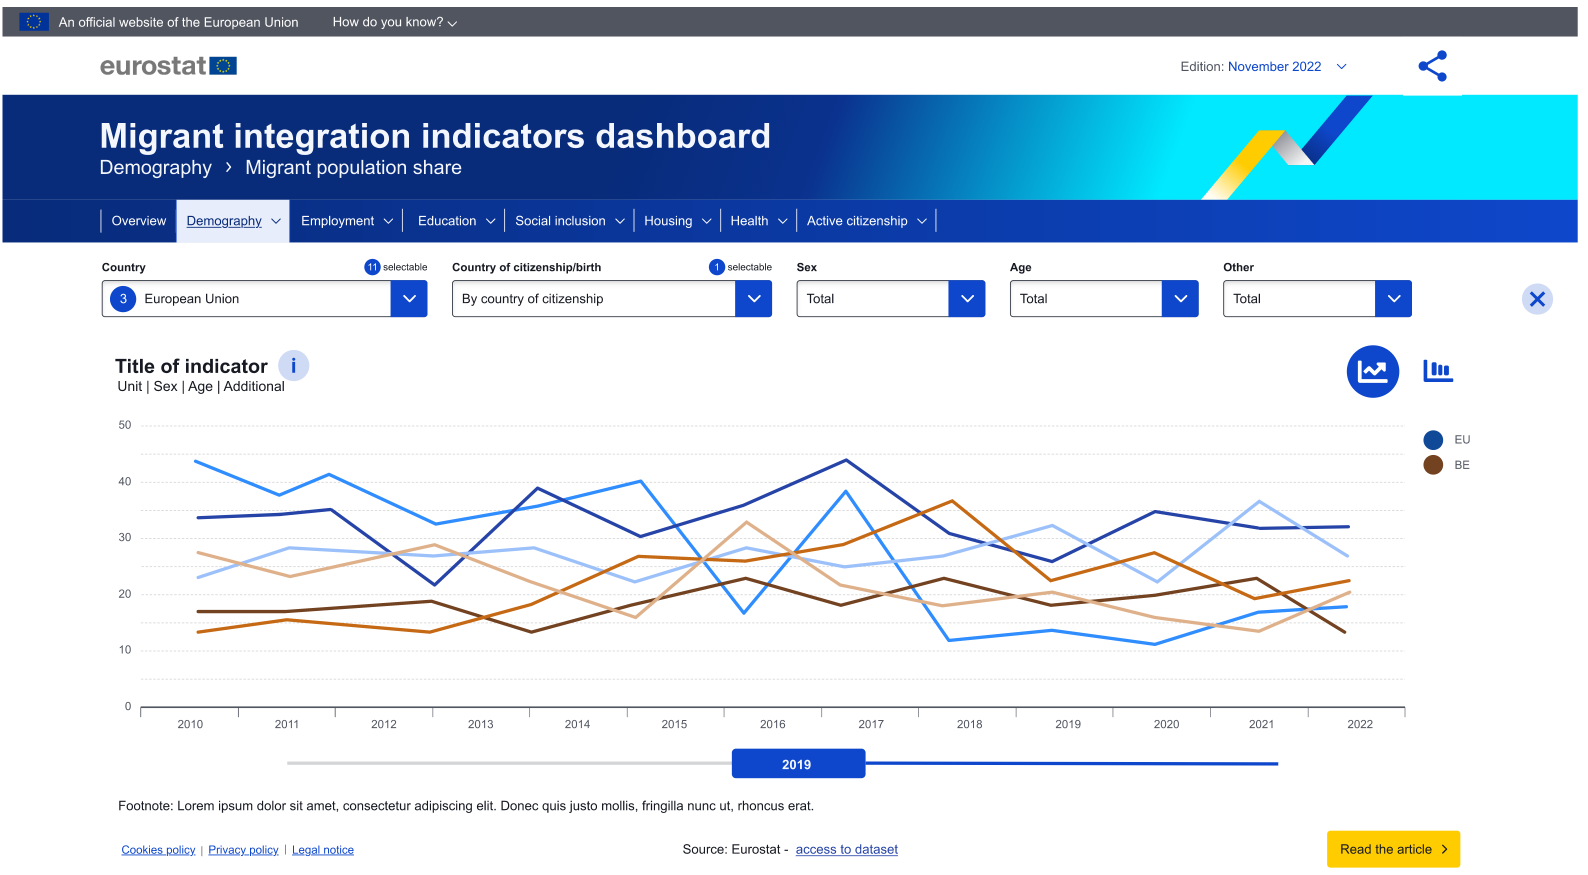 An official website of the European Union How do you know?
eurostat
Edition: November 2022
Migrant integration indicators dashboard
Demography > Migrant population share
Overview Demography Employment Education Social inclusion Housing Health Active citizenship
Country 11 selectable Country of citizenship/birth 1 selectable Sex Age Other
3 European Union By country of citizenship Total Total Total
Title of indicator i
Unit | Sex | Age | Additional
50
40
30
20
10
0
EU
BE
2010 2011 2012 2013 2014 2015 2016 2017 2018 2019 2020 2021 2022
2019
Footnote: Lorem ipsum dolor sit amet, consectetur adipiscing elit. Donec quis justo mollis, fringilla nunc ut, rhoncus erat.
Cookies policy | Privacy policy | Legal notice Source: Eurostat - access to dataset Read the article >